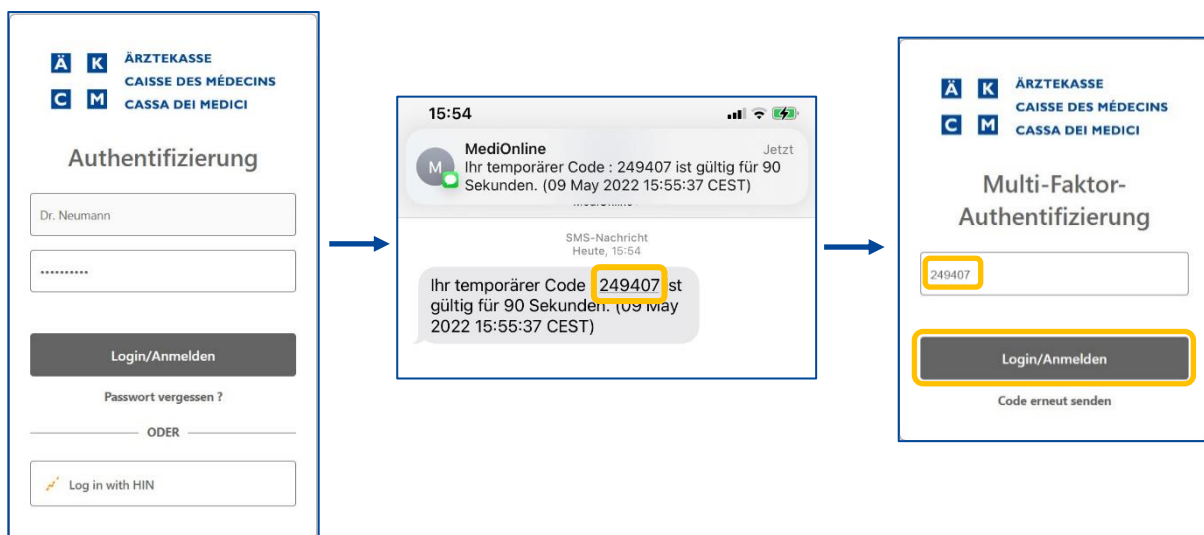 Ä K
C M
ÄRZTEKASSE
CAISSE DES MÉDECINS
CASSA DEI MEDICI
Authentifizierung
Dr. Neumann
••••••••••
Login/Anmelden
Passwort vergessen ?
ODER
Log in with HIN
15:54
M
MediOnline
Jetzt
Ihr temporärer Code : 249407 ist gültig für 90
Sekunden. (09 May 2022 15:55:37 CEST)
SMS-Nachricht
Heute, 15:54
Ihr temporärer Code 249407 st
gültig für 90 Sekunden. (09 May
2022 15:55:37 CEST)
Ä K
C M
ÄRZTEKASSE
CAISSE DES MÉDECINS
CASSA DEI MEDICI
Multi-Faktor-
Authentifizierung
249407
Login/Anmelden
Code erneut senden